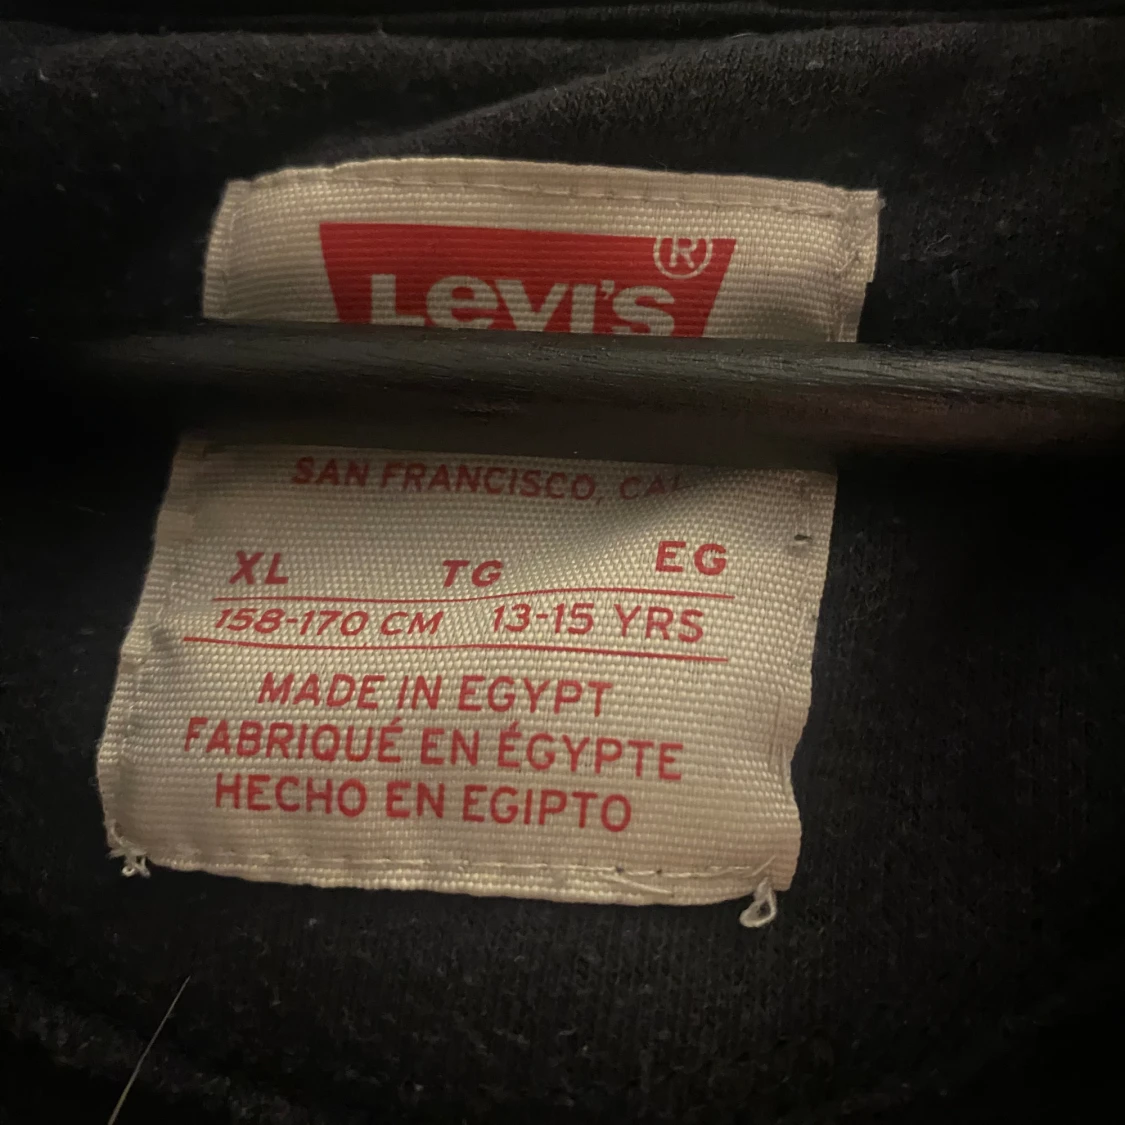 Levi's ®
SAN FRANCISCO, CAL
XL TG EG
158-170 CM 13-15 YRS
MADE IN EGYPT
FABRIQUÉ EN ÉGYPTE
HECHO EN EGIPTO